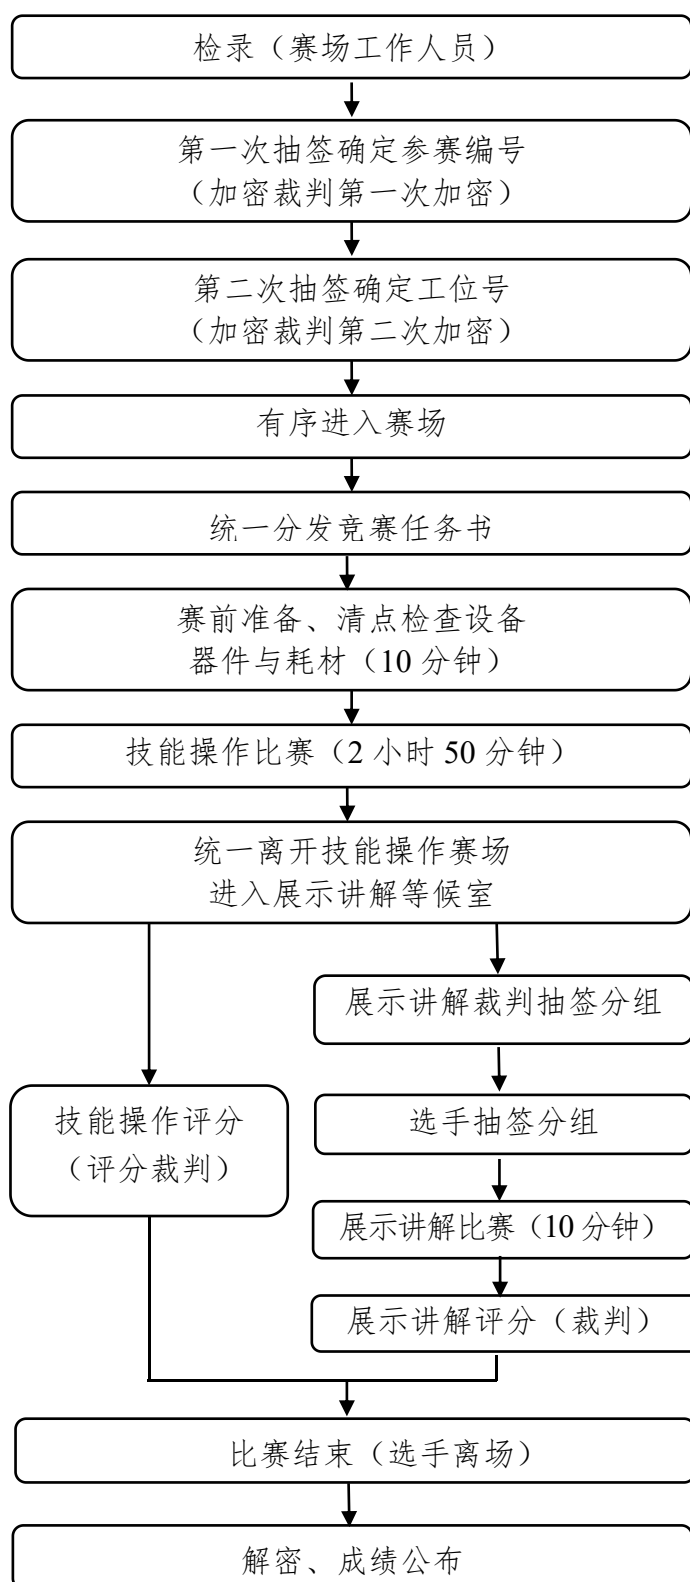 检录（赛场工作人员）
第一次抽签确定参赛编号
（加密裁判第一次加密）
第二次抽签确定工位号
（加密裁判第二次加密）
有序进入赛场
统一分发竞赛任务书
赛前准备、清点检查设备
器件与耗材（10 分钟）
技能操作比赛（2 小时 50 分钟）
统一离开技能操作赛场
进入展示讲解等候室
展示讲解裁判抽签分组
技能操作评分
（评分裁判）
选手抽签分组
展示讲解比赛（10 分钟）
展示讲解评分（裁判）
比赛结束（选手离场）
解密、成绩公布